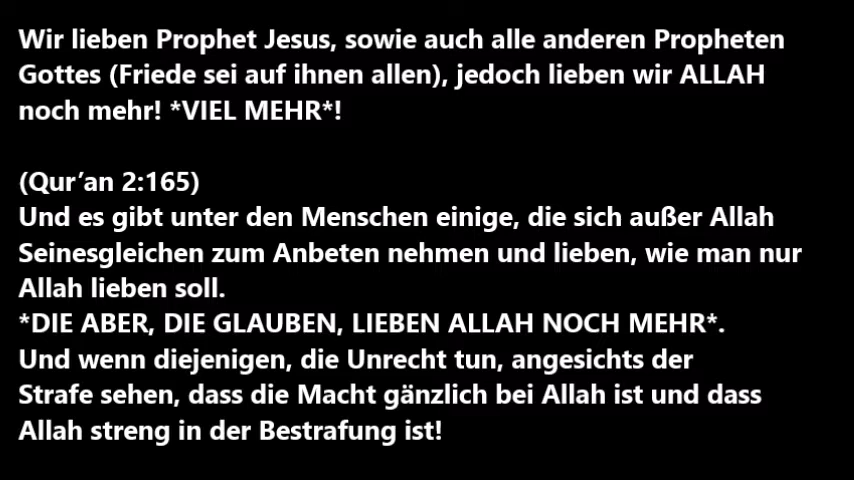 Wir lieben Prophet Jesus, sowie auch alle anderen Propheten
Gottes (Friede sei auf ihnen allen), jedoch lieben wir ALLAH
noch mehr! *VIEL MEHR*!
(Qur’an 2:165)
Und es gibt unter den Menschen einige, die sich außer Allah
Seinesgleichen zum Anbeten nehmen und lieben, wie man nur
Allah lieben soll.
*DIE ABER, DIE GLAUBEN, LIEBEN ALLAH NOCH MEHR*.
Und wenn diejenigen, die Unrecht tun, angesichts der
Strafe sehen, dass die Macht gänzlich bei Allah ist und dass
Allah streng in der Bestrafung ist!